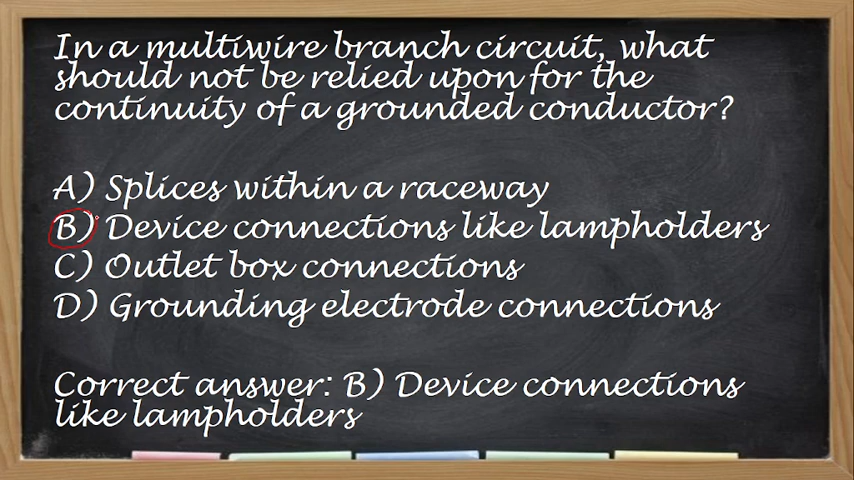 In a multiwire branch circuit, what
should not be relied upon for the
continuity of a grounded conductor?
A) Splices within a raceway
B) Device connections like lampholders
C) Outlet box connections
D) Grounding electrode connections
Correct answer: B) Device connections
like lampholders